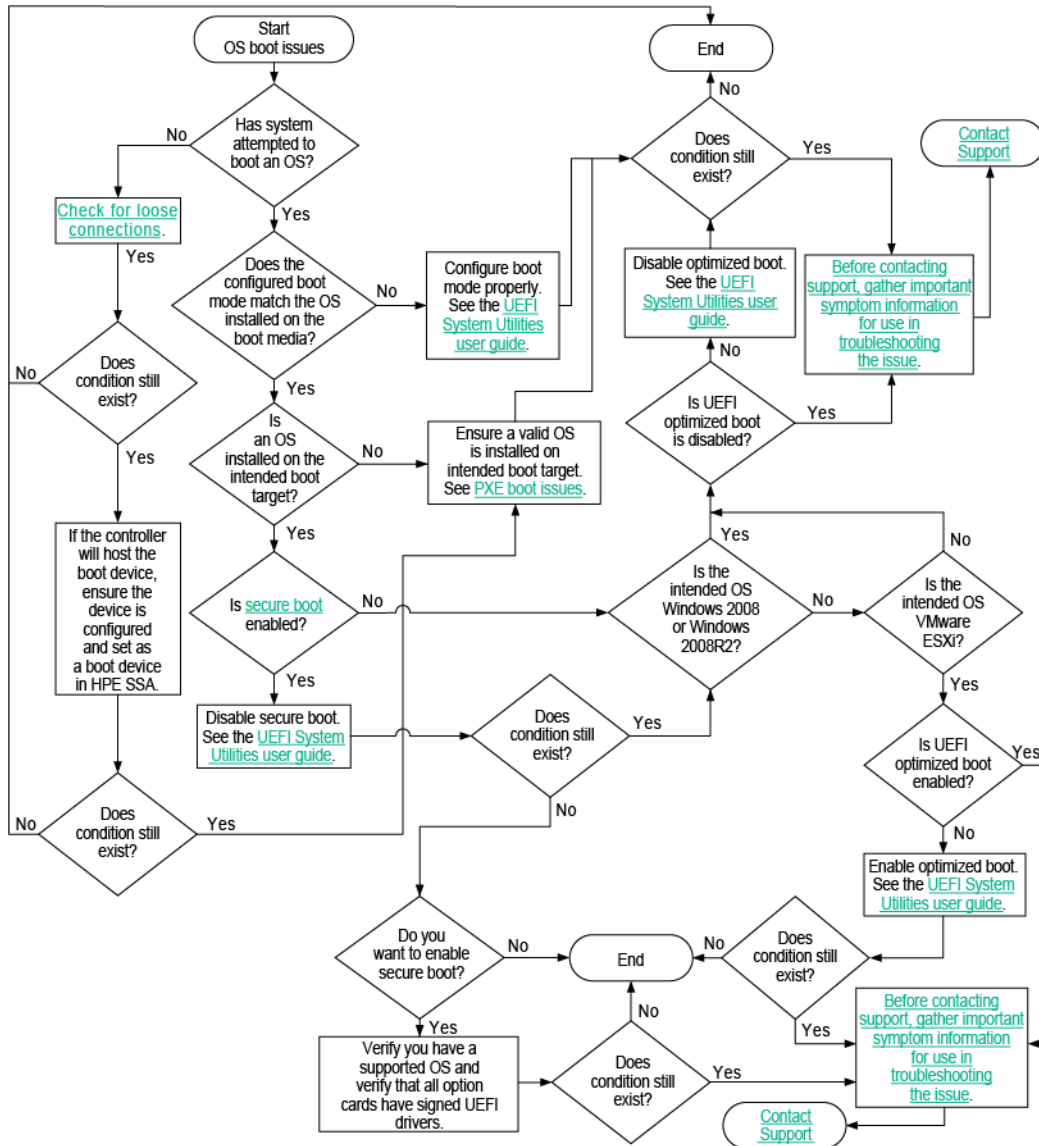 Start
OS boot issues
End
Has system
attempted to
boot an OS?
No
Yes
Check for loose
connections.
Yes
Does
condition still
exist?
No
Yes
If the controller
will host the
boot device,
ensure the
device is
configured
and set as
a boot device
in HPE SSA.
Does
condition still
exist?
No
Yes
Does the
configured boot
mode match the OS
installed on the
boot media?
No
Yes
Configure boot
mode properly.
See the UEFI
System Utilities
user guide.
Is
an OS
installed on the
intended boot
target?
No
Yes
Ensure a valid OS
is installed on
intended boot target.
See PXE boot issues.
Is secure boot
enabled?
No
Yes
Disable secure boot.
See the UEFI System
Utilities user guide.
Does
condition still
exist?
Yes
No
No
Does
condition still
exist?
Yes
Contact
Support
Disable optimized boot.
See the UEFI
System Utilities user
guide.
Before contacting
support, gather important
symptom information
for use in
troubleshooting
the issue.
No
Is UEFI
optimized boot
is disabled?
Yes
Yes
Is the
intended OS
Windows 2008
or Windows
2008R2?
No
No
Is the
intended OS
VMware
ESXi?
Yes
Is UEFI
optimized boot
enabled?
Yes
No
Enable optimized boot.
See the UEFI System
Utilities user guide.
Does
condition still
exist?
No
Yes
Do you
want to enable
secure boot?
No
Yes
End
Verify you have a
supported OS and
verify that all option
cards have signed UEFI
drivers.
No
Does
condition still
exist?
Yes
Before contacting
support, gather important
symptom information
for use in
troubleshooting
the issue.
Contact
Support